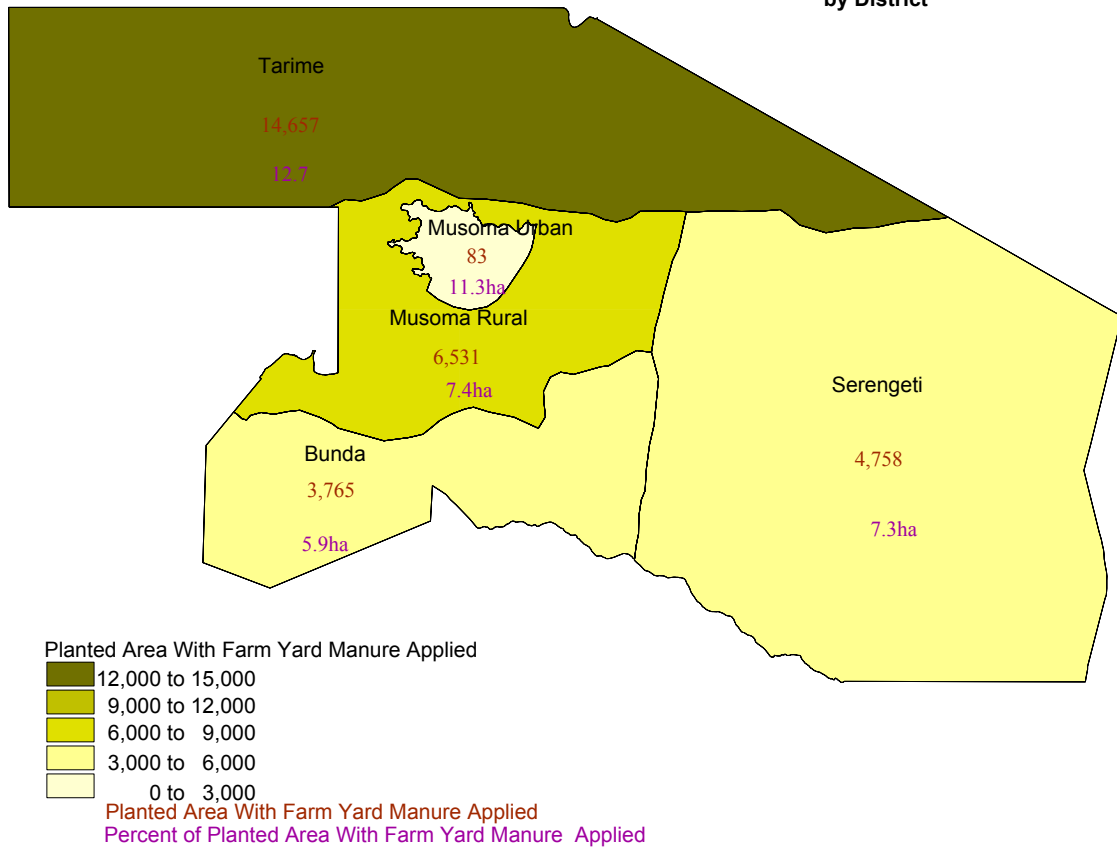 by District
Tarime
14,657
12.7
Musoma Urban
83
11.3ha
Musoma Rural
6,531
7.4ha
Serengeti
4,758
7.3ha
Bunda
3,765
5.9ha
Planted Area With Farm Yard Manure Applied
12,000 to 15,000
9,000 to 12,000
6,000 to 9,000
3,000 to 6,000
0 to 3,000
Planted Area With Farm Yard Manure Applied
Percent of Planted Area With Farm Yard Manure Applied